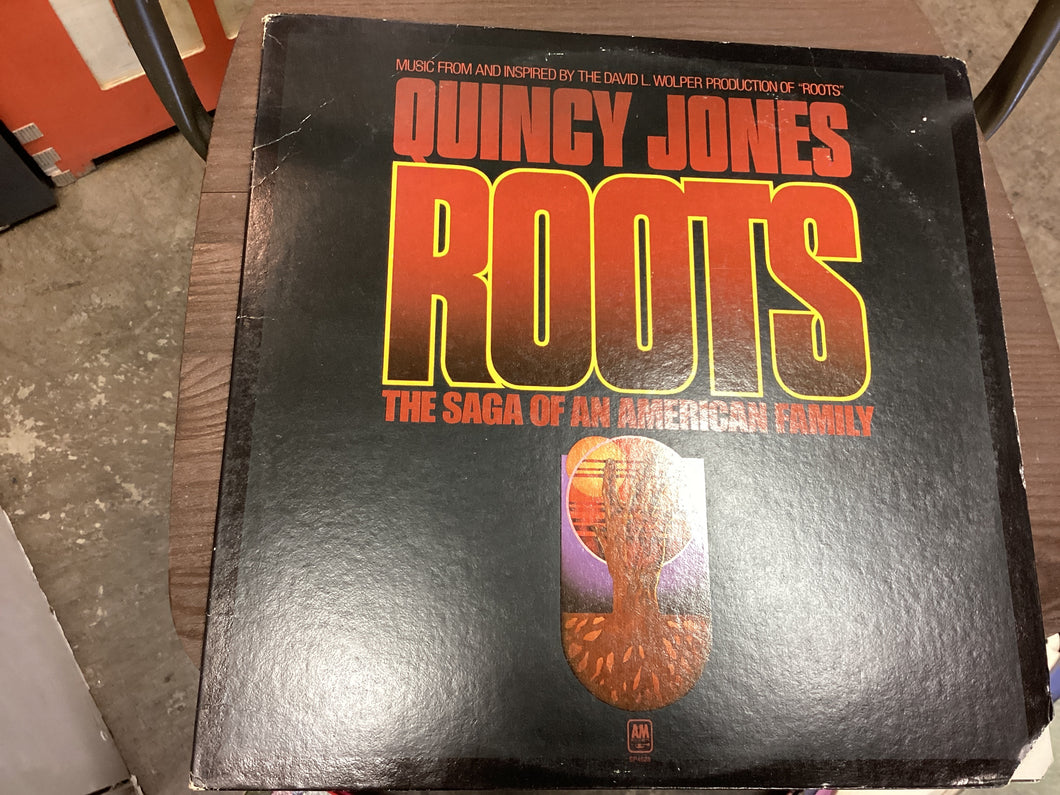 MUSIC FROM AND INSPIRED BY THE DAVID L. WOLPER PRODUCTION OF "ROOTS"
QUINCY JONES
ROOTS
THE SAGA OF AN AMERICAN FAMILY
AM